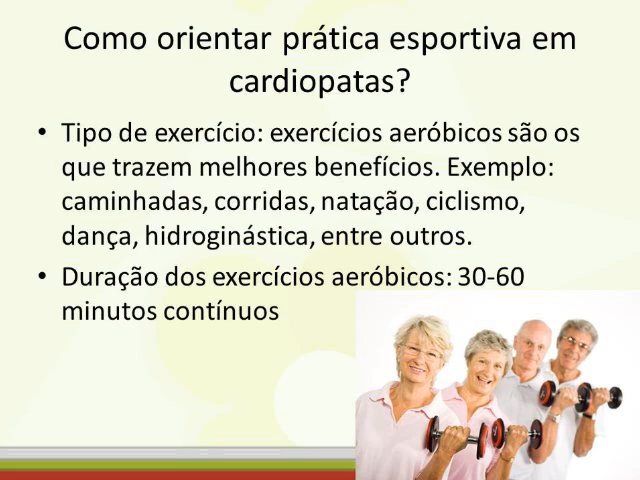 Como orientar prática esportiva em
cardiopatas?
• Tipo de exercício: exercícios aeróbicos são os
que trazem melhores benefícios. Exemplo:
caminhadas, corridas, natação, ciclismo,
dança, hidroginástica, entre outros.
• Duração dos exercícios aeróbicos: 30-60
minutos contínuos